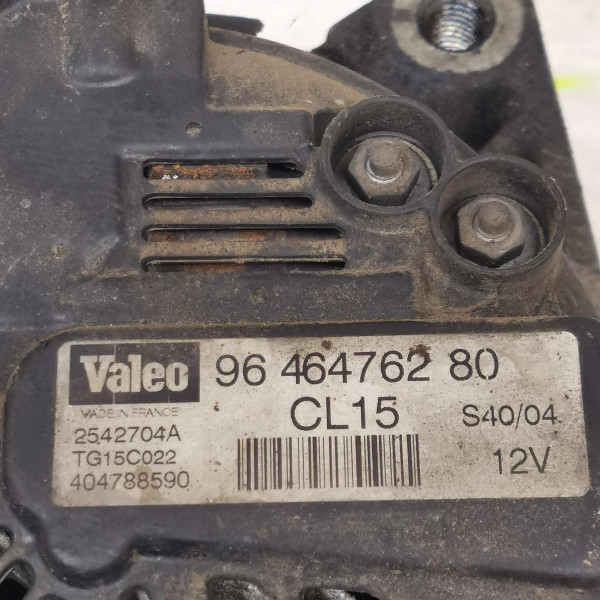 Valeo 96 464762 80
MADE IN FRANCE CL15 S40/04
2542704A
TG15C022 12V
404788590